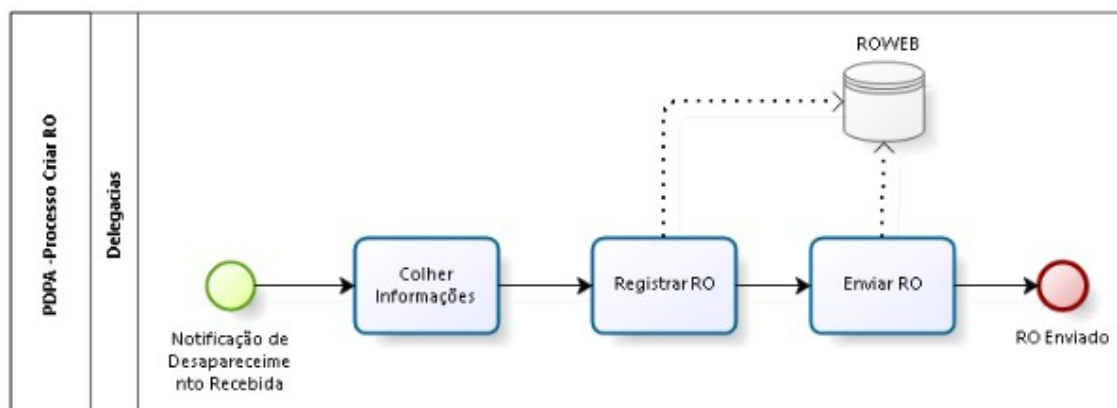 PDPA -Processo Criar RO
Delegacias
ROWEB
Colher
Informações
Registrar RO
Enviar RO
Notificação de
Desapareceime
nto Recebida
RO Enviado